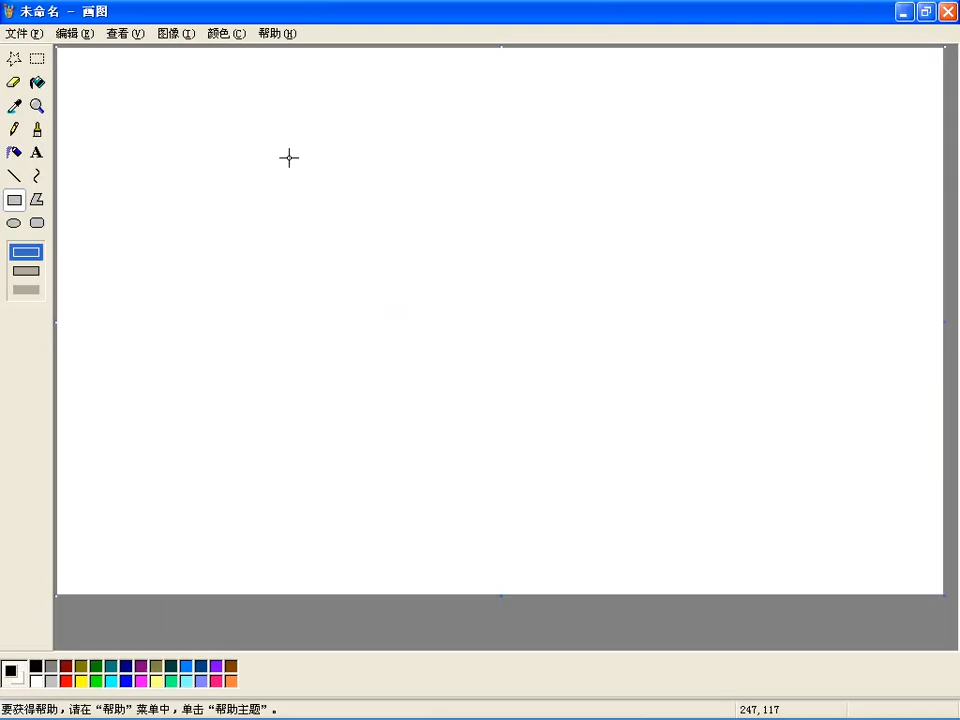 未命名 - 画图
文件(F) 编辑(E) 查看(V) 图像(I) 颜色(C) 帮助(H)
A
要获得帮助，请在“帮助”菜单中，单击“帮助主题”。 247,117